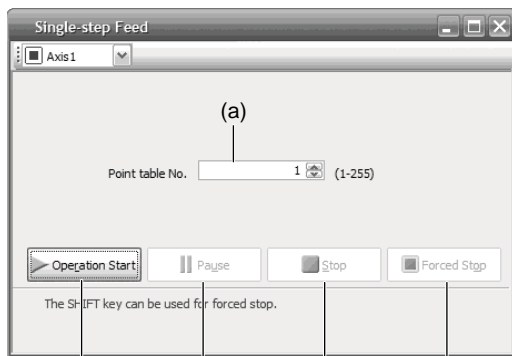 Single-step Feed
Axis1
(a)
Point table No. 1 (1-255)
Operation Start Pause Stop Forced Stop
The SHIFT key can be used for forced stop.